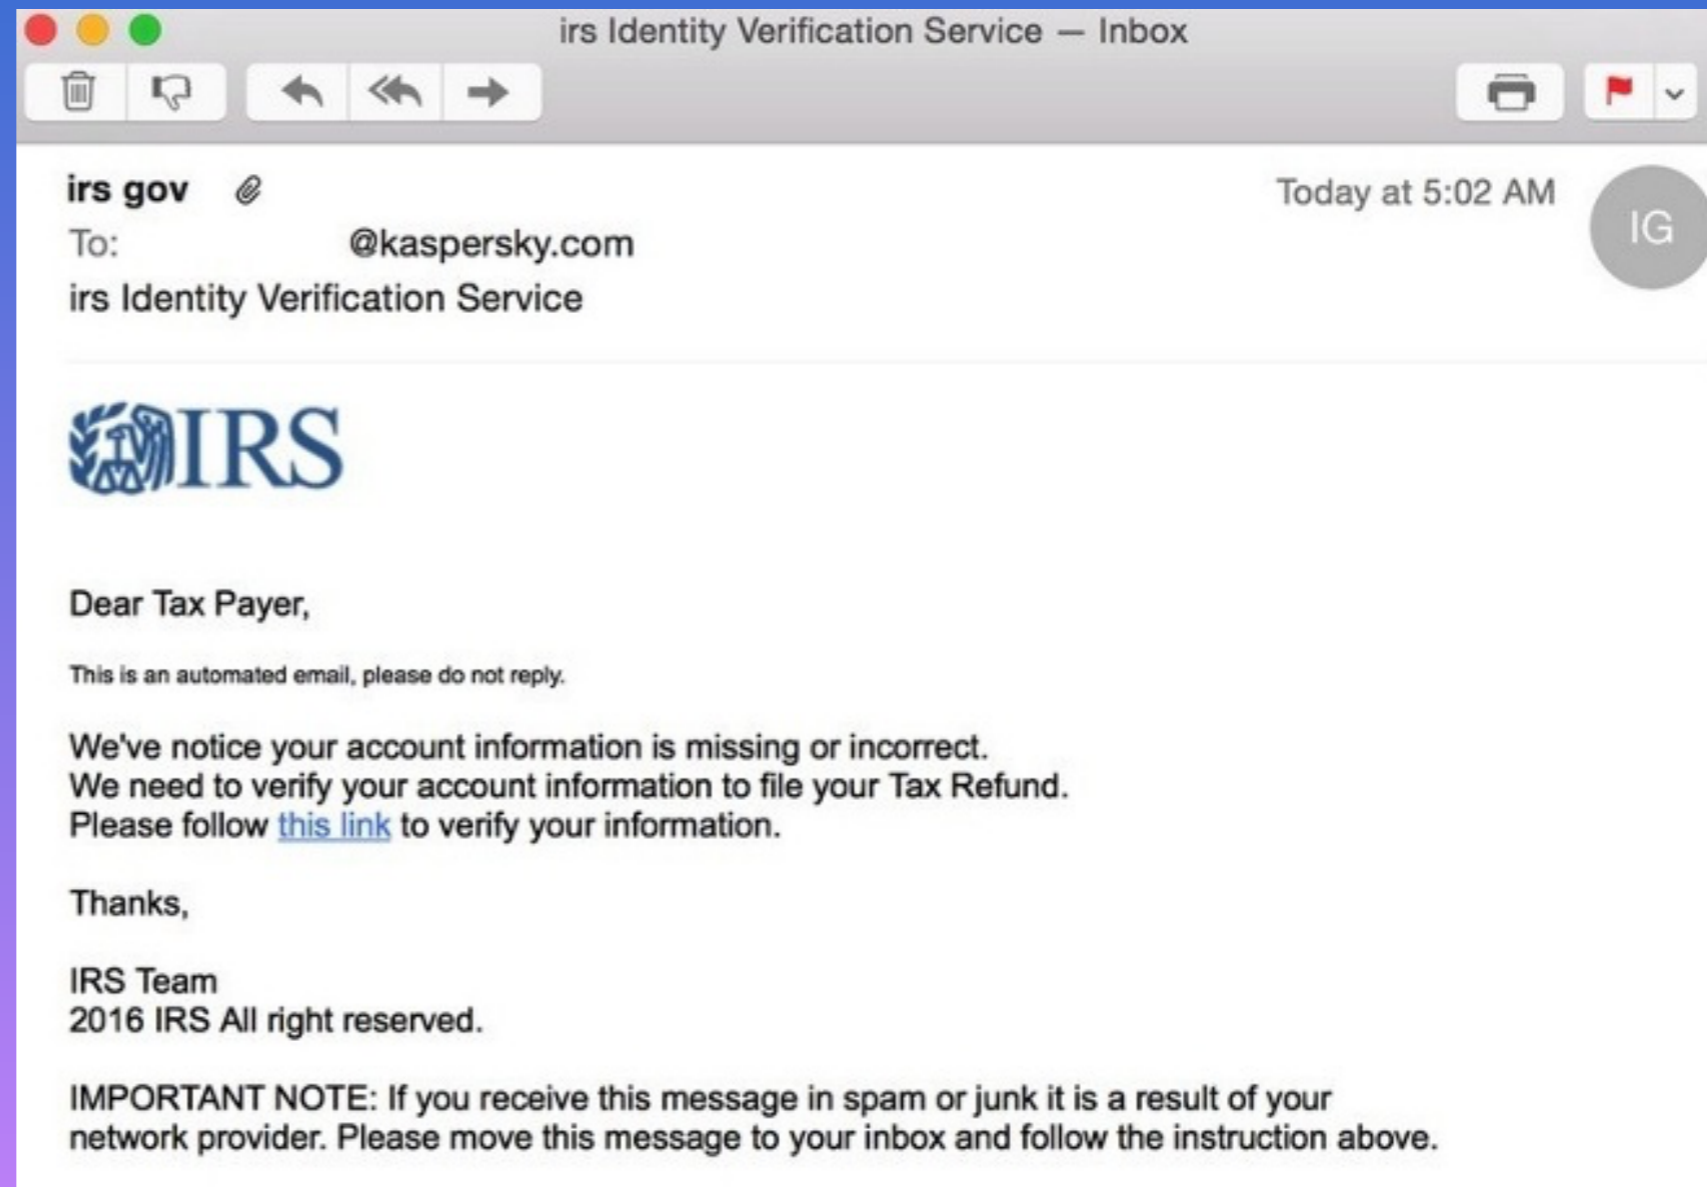 irs Identity Verification Service — Inbox
irs gov
Today at 5:02 AM
IG
To: @kaspersky.com
irs Identity Verification Service
IRS
Dear Tax Payer,
This is an automated email, please do not reply.
We've notice your account information is missing or incorrect.
We need to verify your account information to file your Tax Refund.
Please follow this link to verify your information.
Thanks,
IRS Team
2016 IRS All right reserved.
IMPORTANT NOTE: If you receive this message in spam or junk it is a result of your
network provider. Please move this message to your inbox and follow the instruction above.